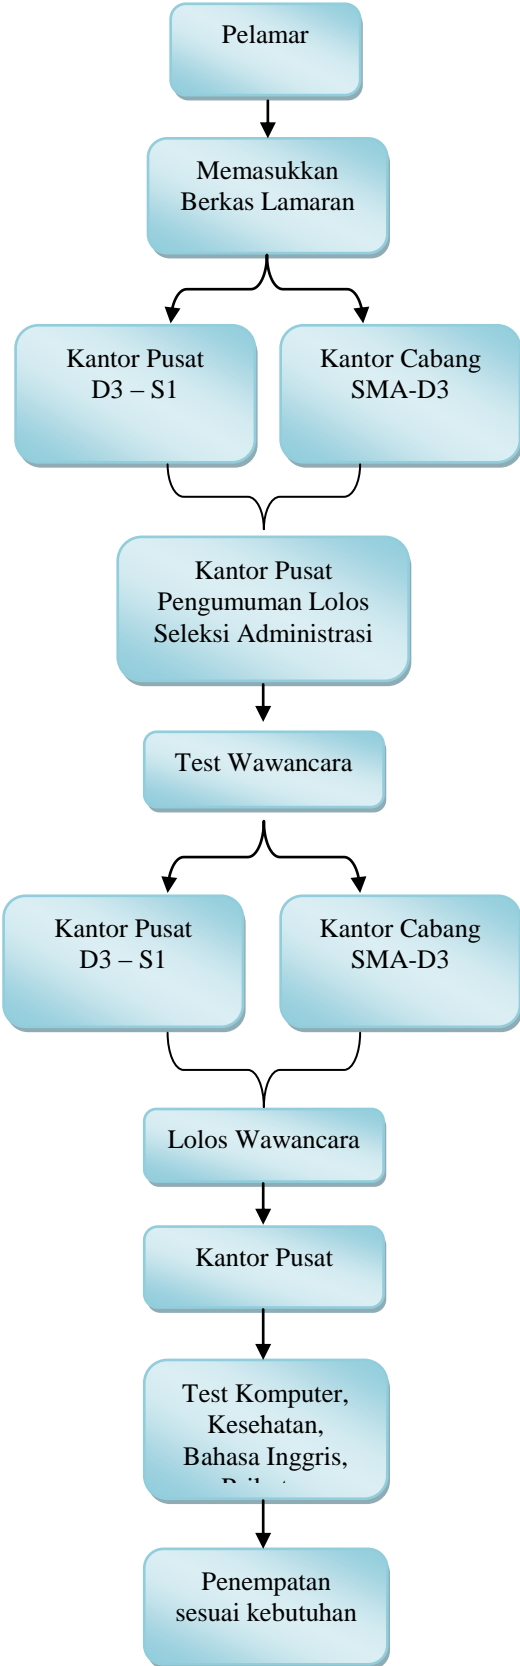 Pelamar
Memasukkan
Berkas Lamaran
Kantor Pusat
D3 – S1
Kantor Cabang
SMA-D3
Kantor Pusat
Pengumuman Lolos
Seleksi Administrasi
Test Wawancara
Kantor Pusat
D3 – S1
Kantor Cabang
SMA-D3
Lolos Wawancara
Kantor Pusat
Test Komputer,
Kesehatan,
Bahasa Inggris,
Penempatan
sesuai kebutuhan